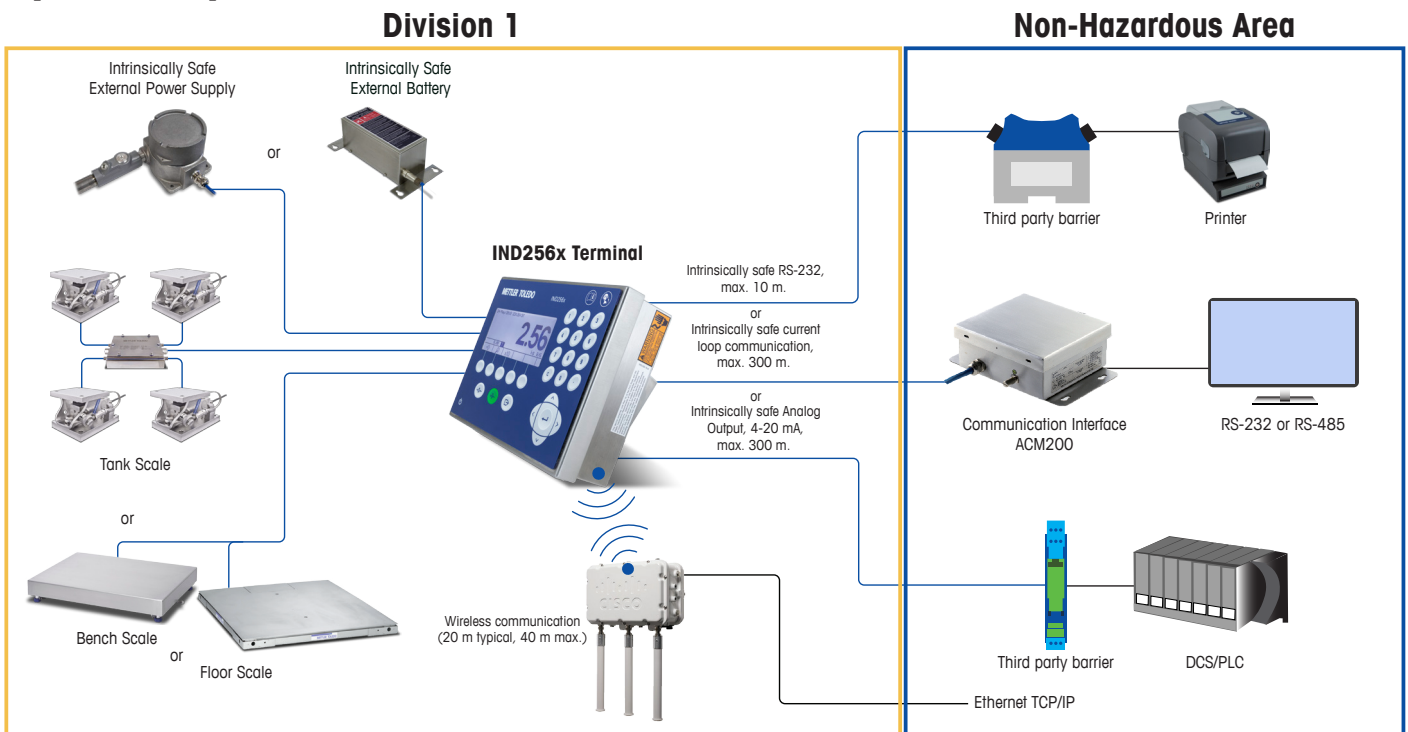 Division 1
Non-Hazardous Area
Intrinsically Safe
External Power Supply
or
Intrinsically Safe
External Battery
Third party barrier
Printer
IND256x Terminal
METTLER TOLEDO
IND256x
2.56
Intrinsically safe RS-232,
max. 10 m.
or
Intrinsically safe current
loop communication,
max. 300 m.
or
Intrinsically safe Analog
Output, 4-20 mA,
max. 300 m.
Communication Interface
ACM200
RS-232 or RS-485
Tank Scale
or
Bench Scale
or
Floor Scale
CISCO
Wireless communication
(20 m typical, 40 m max.)
Third party barrier
DCS/PLC
Ethernet TCP/IP